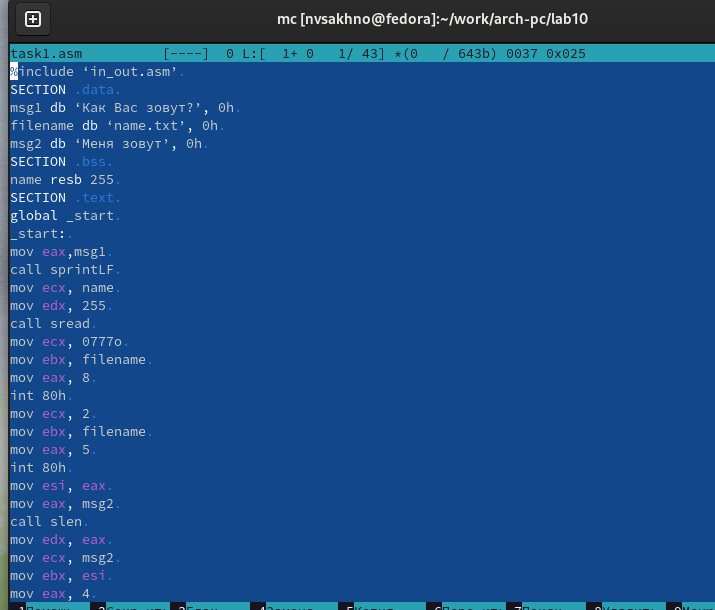 mc [nvsakhno@fedora]:~/work/arch-pc/lab10
task1.asm [----] 0 L:[ 1+ 0 1/ 43] *(0 / 643b) 0037 0x025
%include ‘in_out.asm’.
SECTION .data.
msg1 db ‘Как Вас зовут?’, 0h.
filename db ‘name.txt’, 0h.
msg2 db ‘Меня зовут’, 0h.
SECTION .bss.
name resb 255.
SECTION .text.
global _start.
_start:.
mov eax,msg1.
call sprintLF.
mov ecx, name.
mov edx, 255.
call sread.
mov ecx, 0777o.
mov ebx, filename.
mov eax, 8.
int 80h.
mov ecx, 2.
mov ebx, filename.
mov eax, 5.
int 80h.
mov esi, eax.
mov eax, msg2.
call slen.
mov edx, eax.
mov ecx, msg2.
mov ebx, esi.
mov eax, 4.